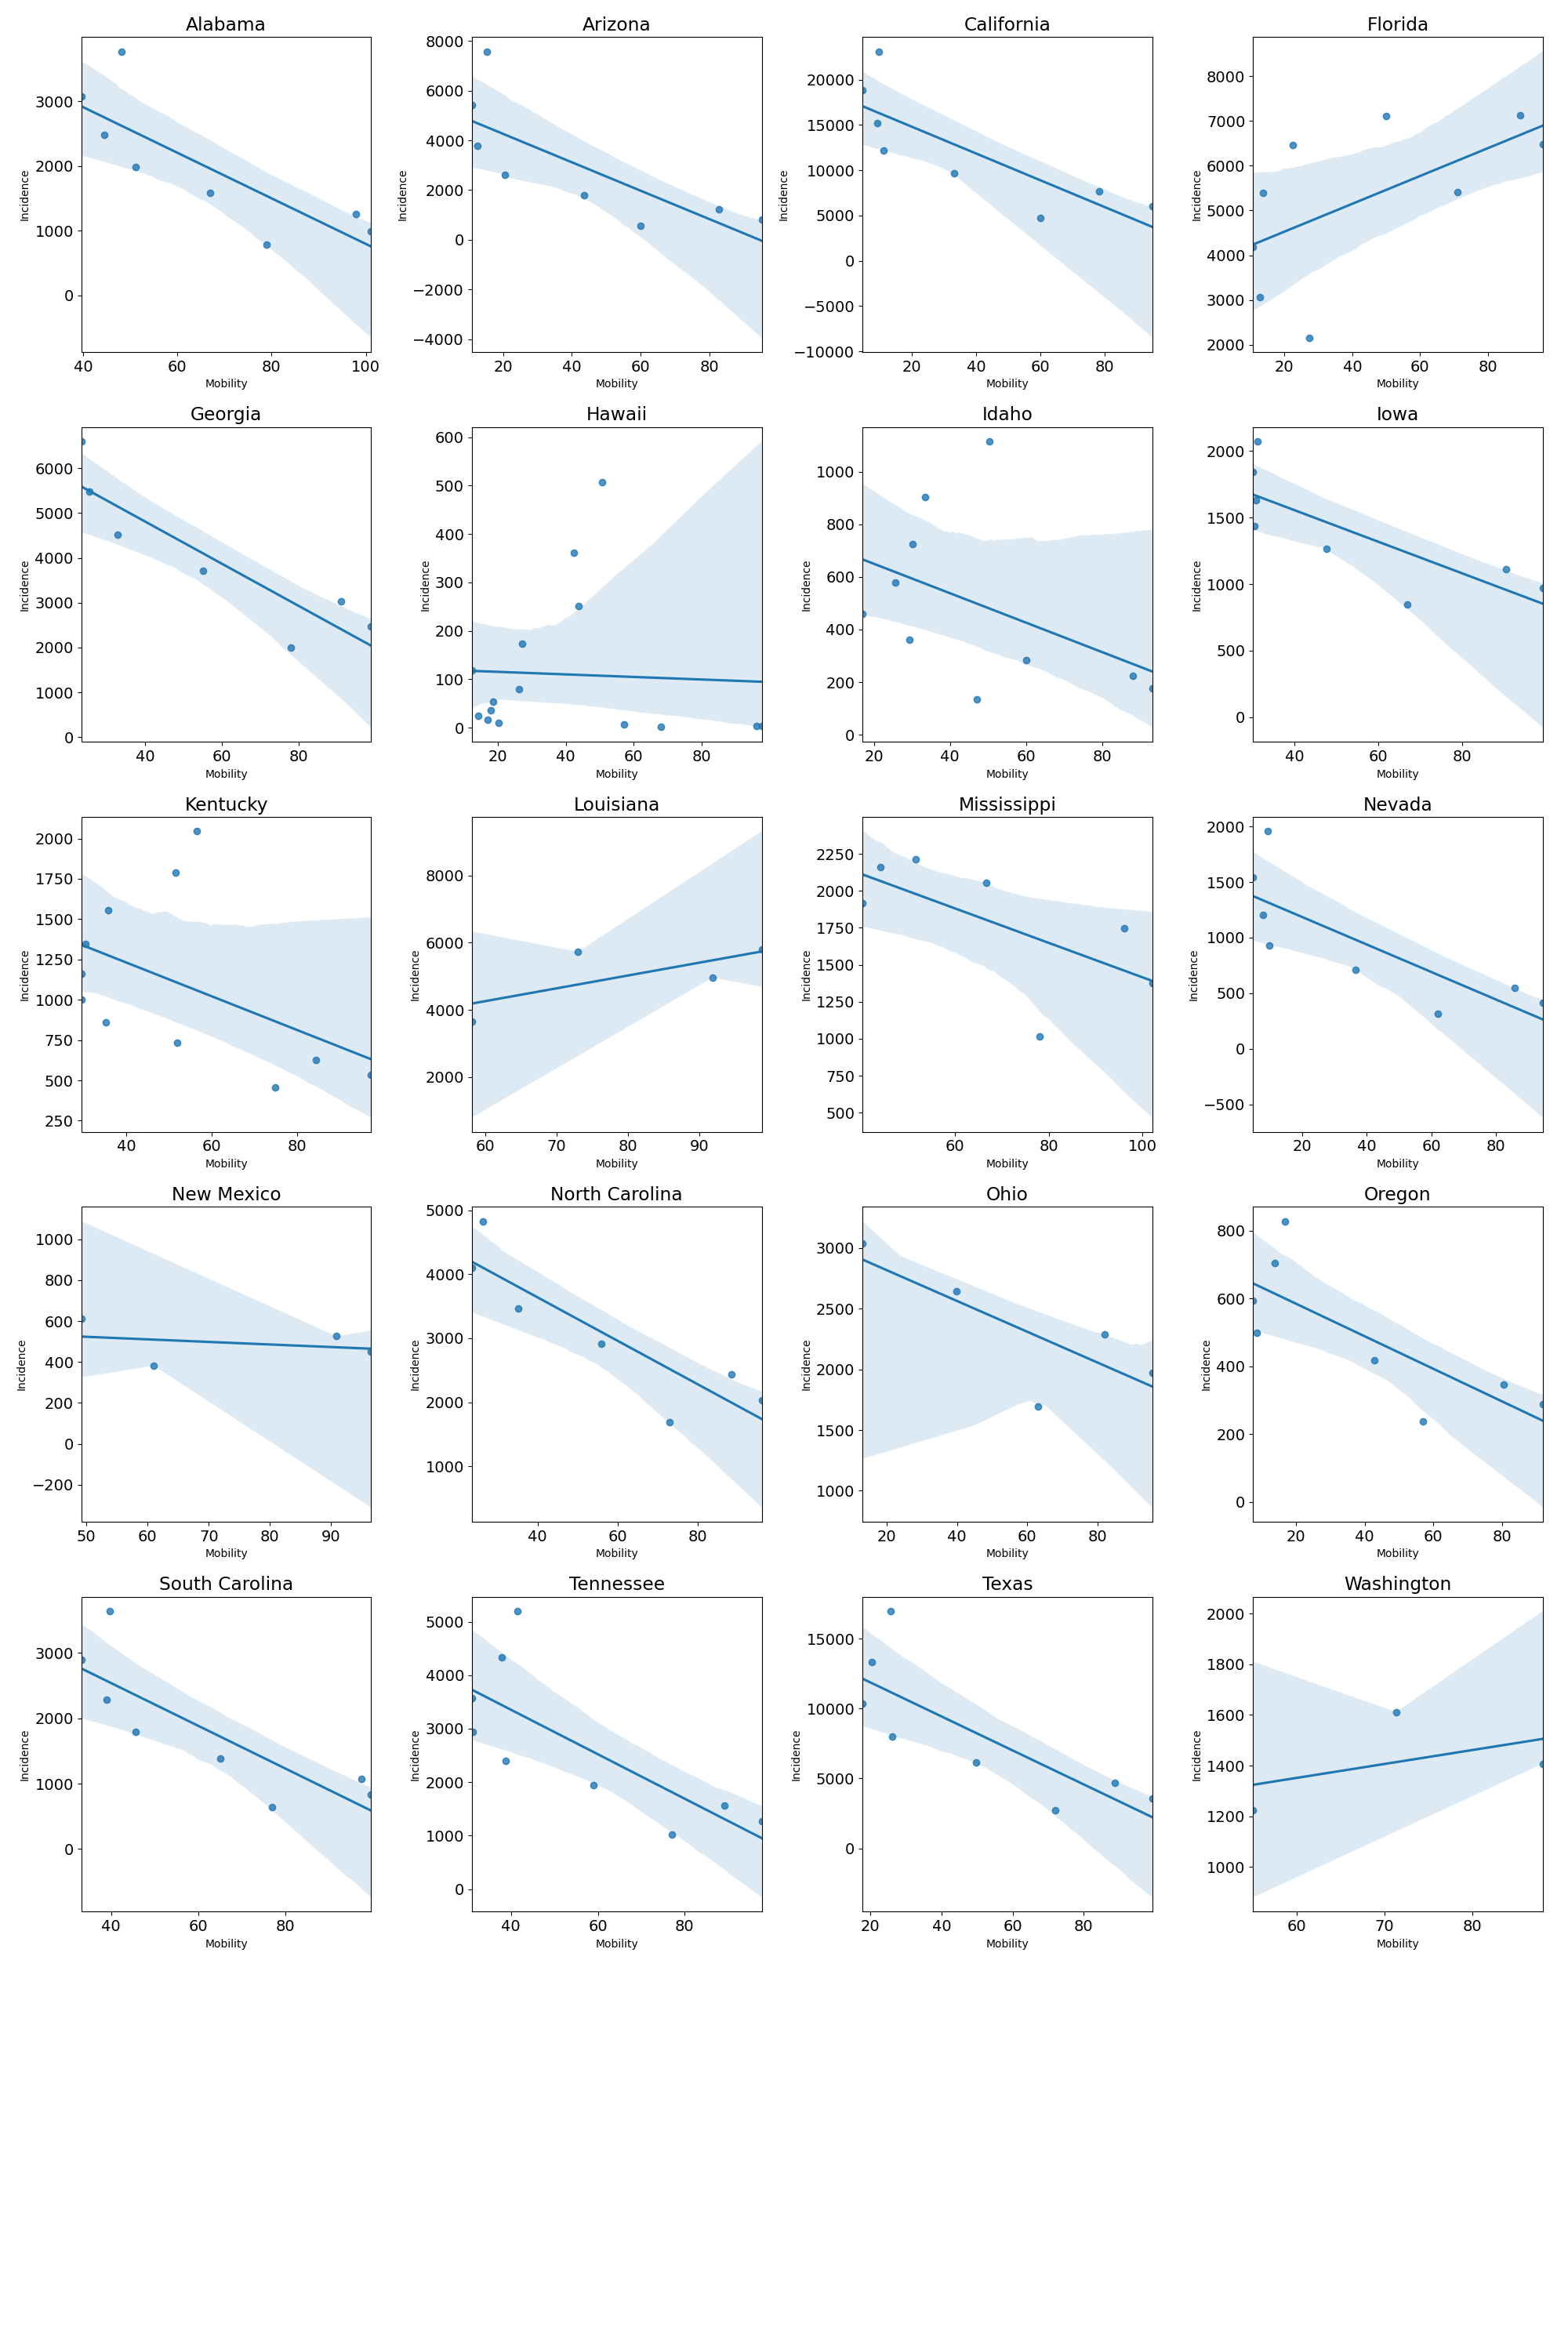 Alabama
3000
2000
1000
0
Incidence
40 60 80 100
Mobility
Arizona
8000
6000
4000
2000
0
−2000
−4000
Incidence
20 40 60 80
Mobility
California
20000
15000
10000
5000
0
−5000
−10000
Incidence
20 40 60 80
Mobility
Florida
8000
7000
6000
5000
4000
3000
2000
Incidence
20 40 60 80
Mobility
Georgia
6000
5000
4000
3000
2000
1000
0
Incidence
40 60 80
Mobility
Hawaii
600
500
400
300
200
100
0
Incidence
20 40 60 80
Mobility
Idaho
1000
800
600
400
200
0
Incidence
20 40 60 80
Mobility
Iowa
2000
1500
1000
500
0
Incidence
40 60 80
Mobility
Kentucky
2000
1750
1500
1250
1000
750
500
250
Incidence
40 60 80
Mobility
Louisiana
8000
6000
4000
2000
Incidence
60 70 80 90
Mobility
Mississippi
2250
2000
1750
1500
1250
1000
750
500
Incidence
60 80 100
Mobility
Nevada
2000
1500
1000
500
0
−500
Incidence
20 40 60 80
Mobility
New Mexico
1000
800
600
400
200
0
−200
Incidence
50 60 70 80 90
Mobility
North Carolina
5000
4000
3000
2000
1000
Incidence
40 60 80
Mobility
Ohio
3000
2500
2000
1500
1000
Incidence
20 40 60 80
Mobility
Oregon
800
600
400
200
0
Incidence
20 40 60 80
Mobility
South Carolina
3000
2000
1000
0
Incidence
40 60 80
Mobility
Tennessee
5000
4000
3000
2000
1000
0
Incidence
40 60 80
Mobility
Texas
15000
10000
5000
0
Incidence
20 40 60 80
Mobility
Washington
2000
1800
1600
1400
1200
1000
Incidence
60 70 80
Mobility